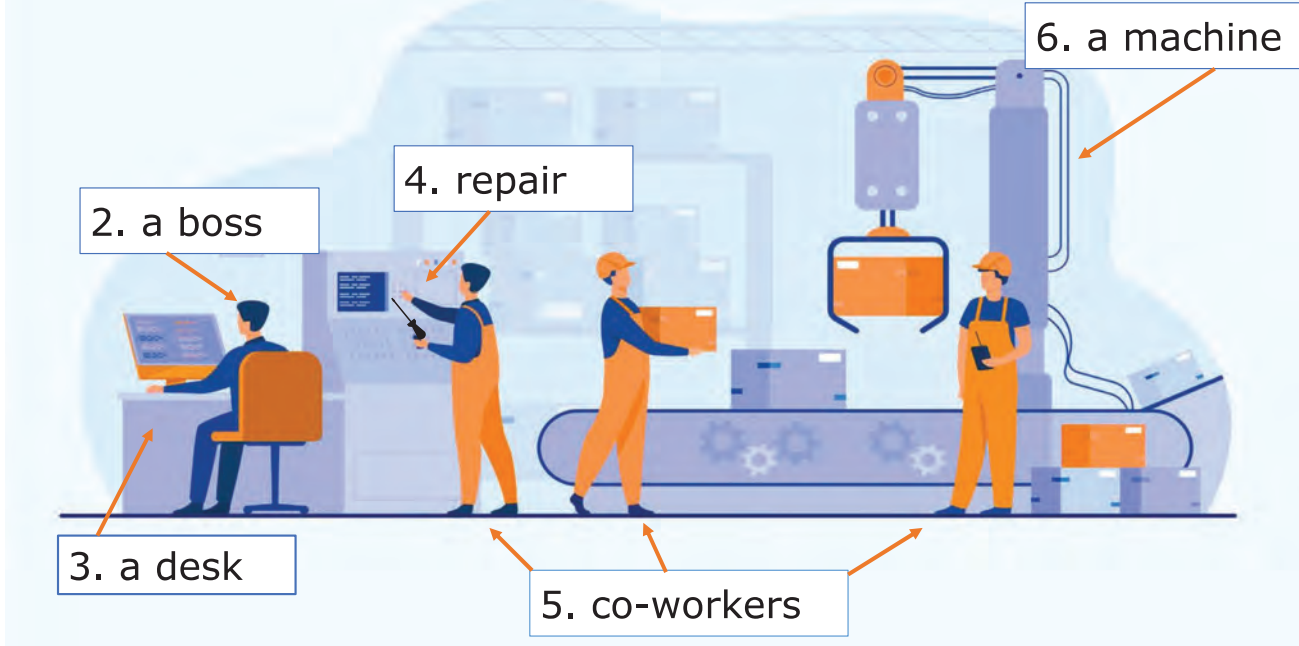 6. a machine
4. repair
2. a boss
3. a desk
5. co-workers